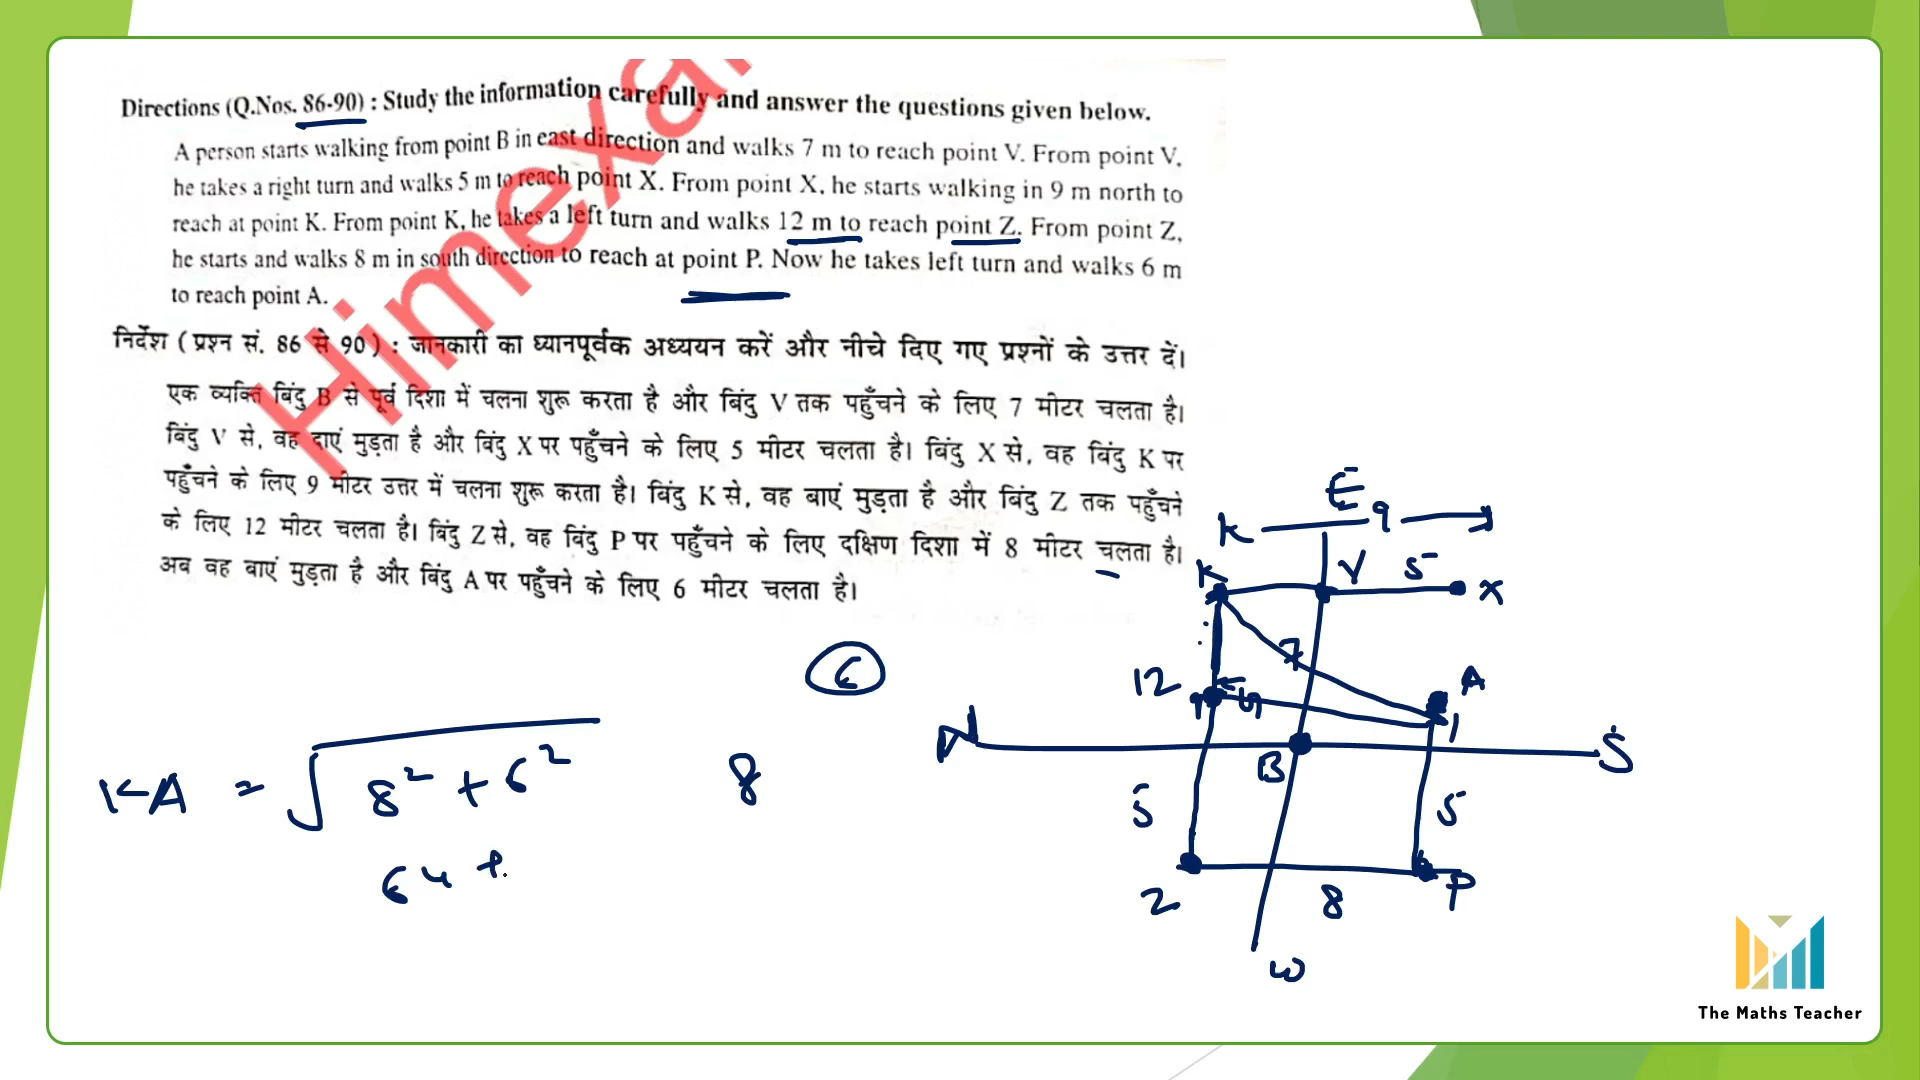 Directions (Q.Nos. 86-90) : Study the information carefully and answer the questions given below.
A person starts walking from point B in east direction and walks 7 m to reach point V. From point V,
he takes a right turn and walks 5 m to reach point X. From point X, he starts walking in 9 m north to
reach at point K. From point K, he takes a left turn and walks 12 m to reach point Z. From point Z,
he starts and walks 8 m in south direction to reach at point P. Now he takes left turn and walks 6 m
to reach point A.
Himexa
निर्देश ( प्रश्न सं. 86 से 90 ) : जानकारी का ध्यानपूर्वक अध्ययन करें और नीचे दिए गए प्रश्नों के उत्तर दें।
एक व्यक्ति बिंदु B से पूर्व दिशा में चलना शुरू करता है और बिंदु V तक पहुँचने के लिए 7 मीटर चलता है।
बिंदु V से, वह दाएं मुड़ता है और बिंदु X पर पहुँचने के लिए 5 मीटर चलता है। बिंदु X से, वह बिंदु K पर
पहुँचने के लिए 9 मीटर उत्तर में चलना शुरू करता है। बिंदु K से, वह बाएं मुड़ता है और बिंदु Z तक पहुँचने
के लिए 12 मीटर चलता है। बिंदु Z से, वह बिंदु P पर पहुँचने के लिए दक्षिण दिशा में 8 मीटर चलता है।
अब वह बाएं मुड़ता है और बिंदु A पर पहुँचने के लिए 6 मीटर चलता है।
E
K 9
K V 5 X
7
12 A
N B S
KA = √8² + 6² 8
5 5
64 +
Z 8 P
W
The Maths Teacher